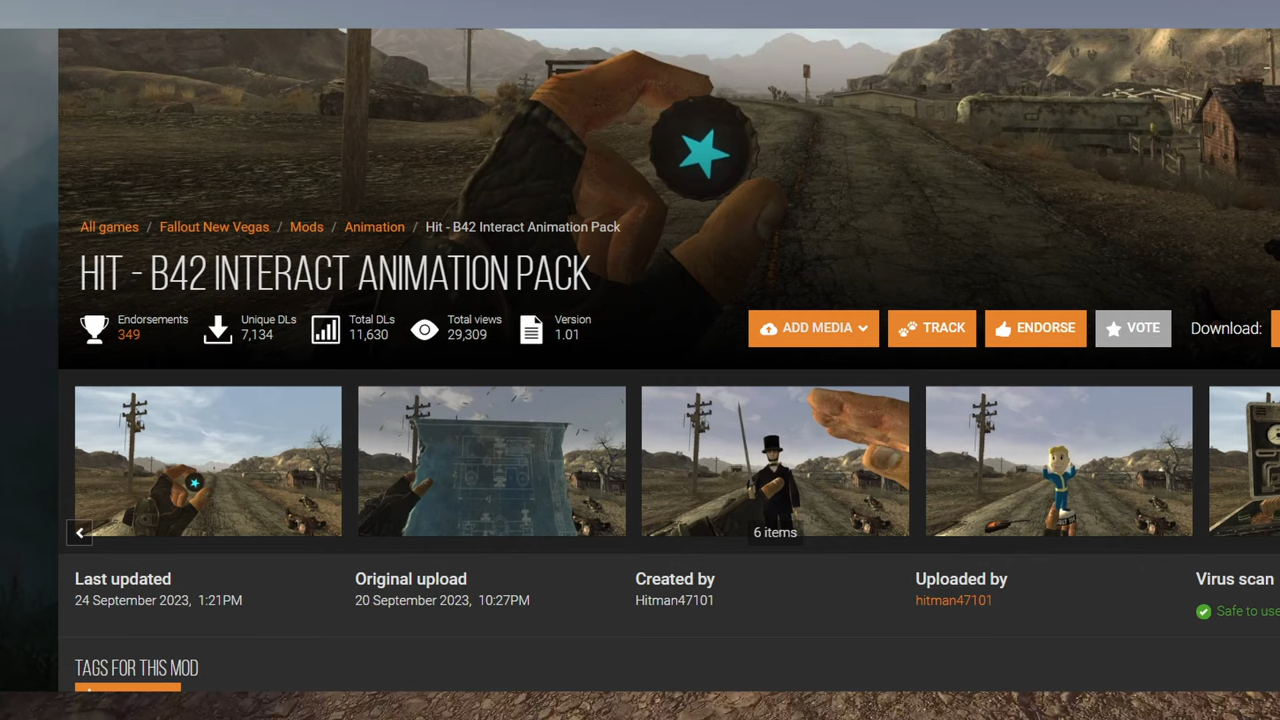 All games / Fallout New Vegas / Mods / Animation / Hit - B42 Interact Animation Pack
HIT - B42 INTERACT ANIMATION PACK
Endorsements
349
Unique DLs
7,134
Total DLs
11,630
Total views
29,309
Version
1.01
ADD MEDIA
TRACK
ENDORSE
VOTE
Download:
6 items
Last updated
24 September 2023, 1:21PM
Original upload
20 September 2023, 10:27PM
Created by
Hitman47101
Uploaded by
hitman47101
Virus scan
Safe to use
TAGS FOR THIS MOD